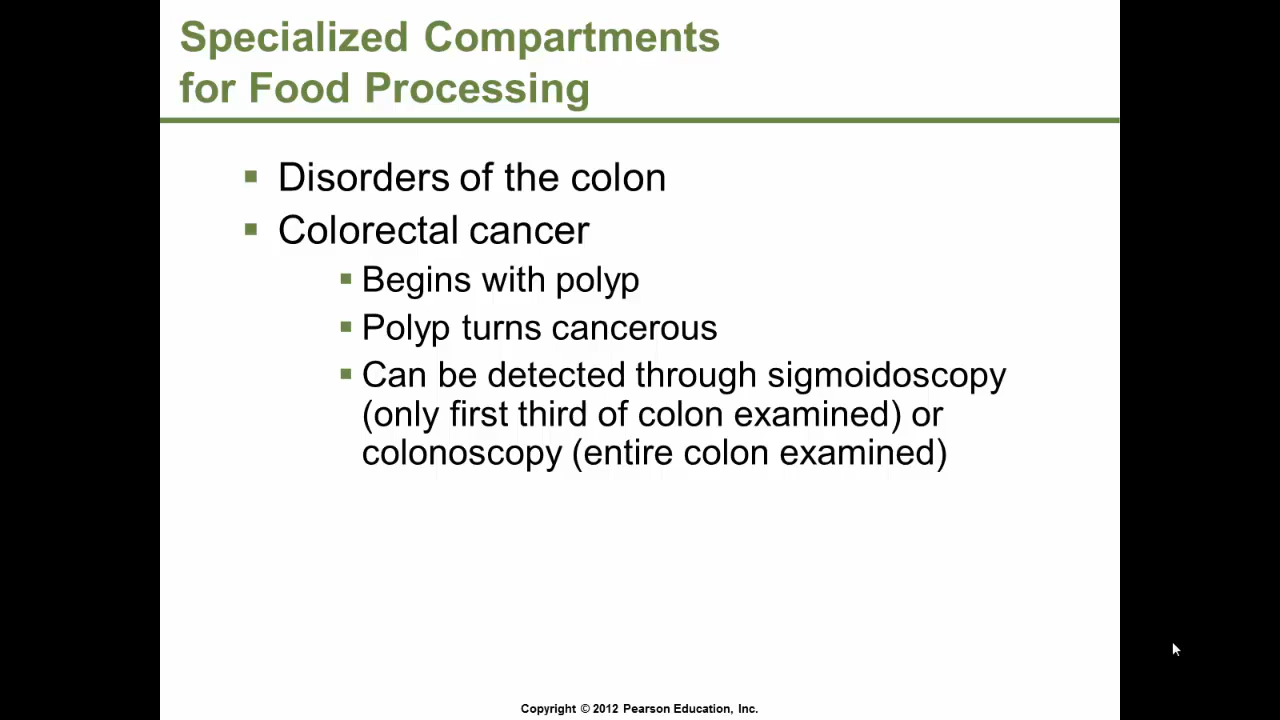 Specialized Compartments
for Food Processing
Disorders of the colon
Colorectal cancer
Begins with polyp
Polyp turns cancerous
Can be detected through sigmoidoscopy
(only first third of colon examined) or
colonoscopy (entire colon examined)
Copyright © 2012 Pearson Education, Inc.